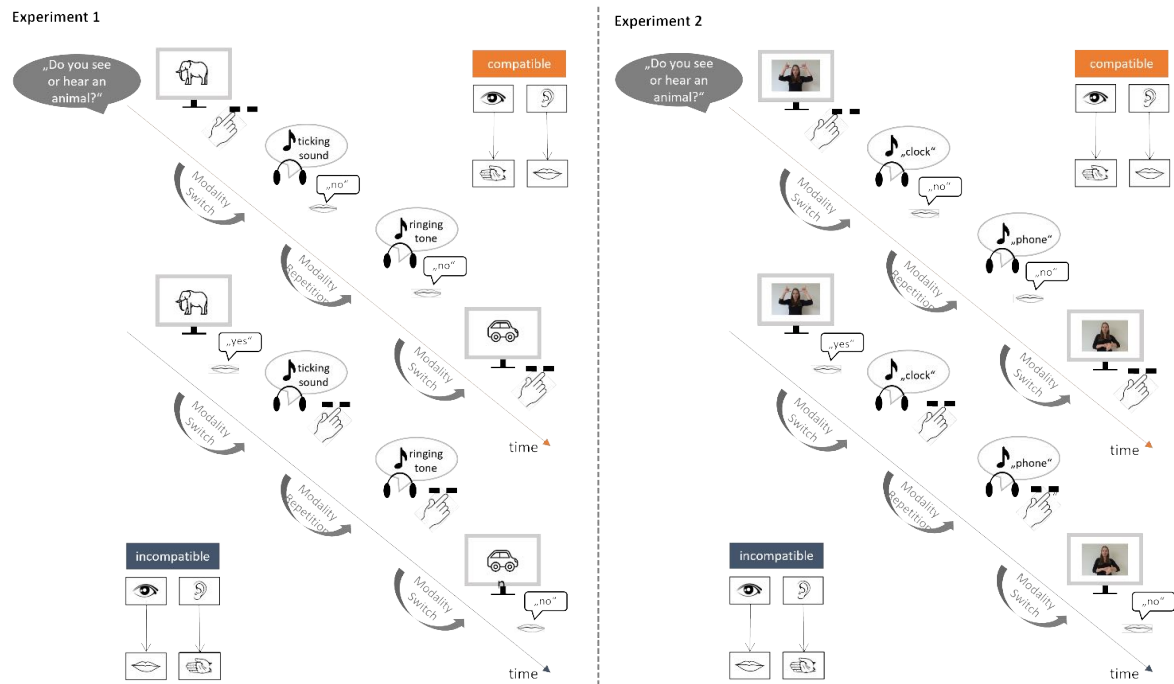 Experiment 1
„Do you see
or hear an
animal?“
compatible
ticking
sound
„no“
Modality
Switch
ringing
tone
„no“
Modality
Repetition
Modality
Switch
time
„yes“
ticking
sound
Modality
Switch
ringing
tone
Modality
Repetition
incompatible
Modality
Switch
„no“
time
Experiment 2
„Do you see
or hear an
animal?“
compatible
„clock“
„no“
Modality
Switch
„phone“
„no“
Modality
Repetition
Modality
Switch
time
„yes“
„clock“
Modality
Switch
„phone“
Modality
Repetition
incompatible
Modality
Switch
„no“
time